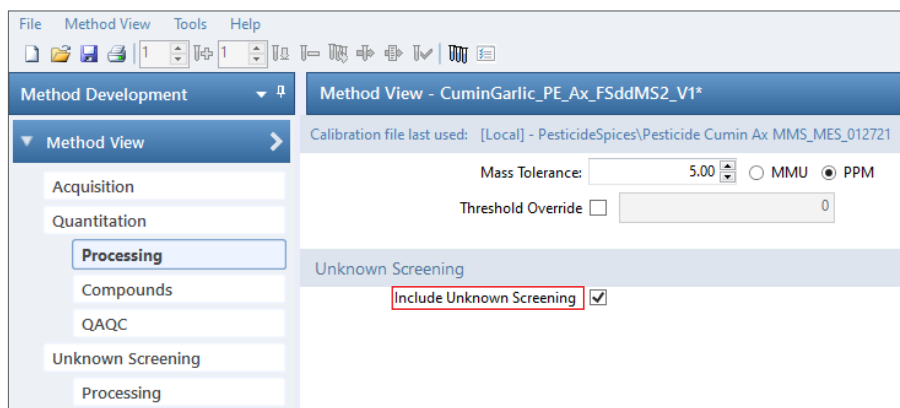 File Method View Tools Help
1 1
Method Development
Method View - CuminGarlic_PE_Ax_FSddMS2_V1*
Method View
Calibration file last used: [Local] - PesticideSpices\Pesticide Cumin Ax MMS_MES_012721
Acquisition
Mass Tolerance: 5.00 MMU PPM
Quantitation
Threshold Override 0
Processing
Unknown Screening
Compounds
Include Unknown Screening
QAQC
Unknown Screening
Processing